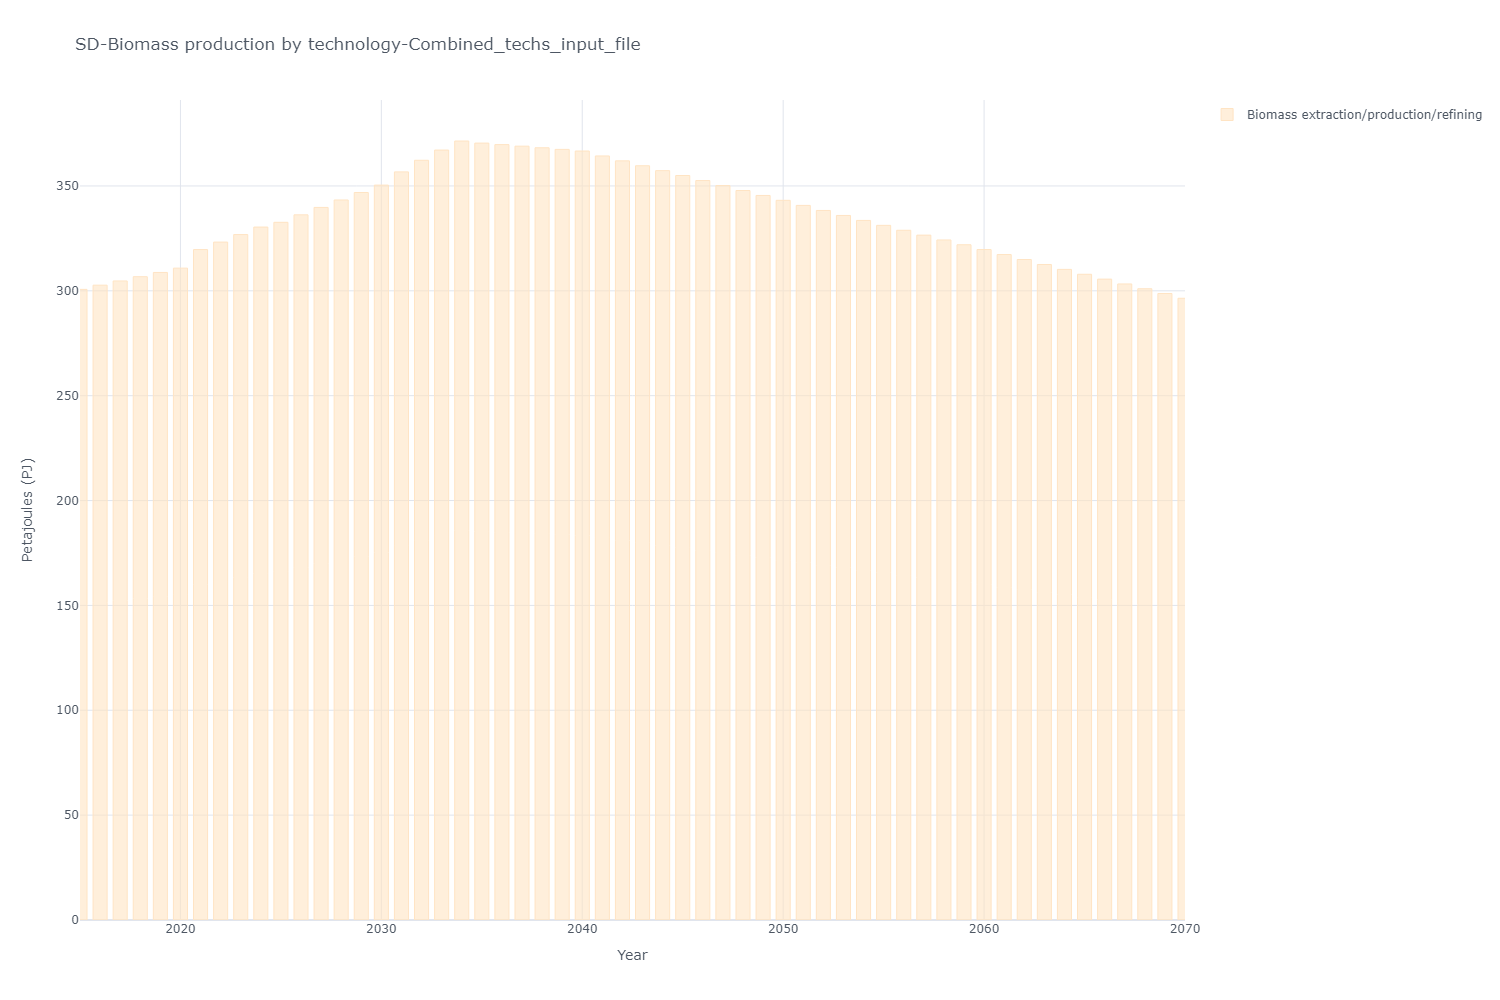 SD-Biomass production by technology-Combined_techs_input_file
Biomass extraction/production/refining
350
300
250
200
150
100
50
0
Petajoules (PJ)
2020 2030 2040 2050 2060 2070
Year